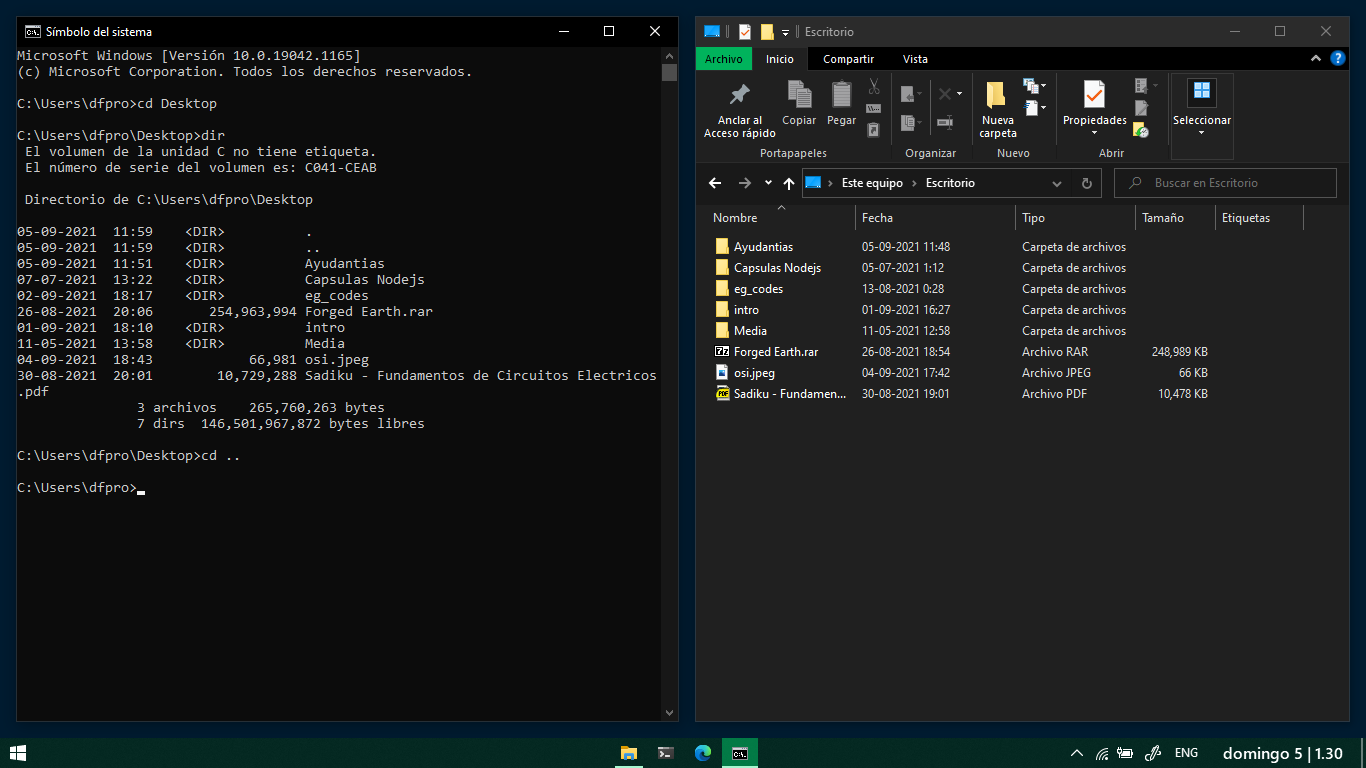 Símbolo del sistema
Microsoft Windows [Versión 10.0.19042.1165]
(c) Microsoft Corporation. Todos los derechos reservados.
C:\Users\dfpro>cd Desktop
C:\Users\dfpro\Desktop>dir
El volumen de la unidad C no tiene etiqueta.
El número de serie del volumen es: C041-CEAB
Directorio de C:\Users\dfpro\Desktop
05-09-2021  11:59    <DIR>          .
05-09-2021  11:59    <DIR>          ..
05-09-2021  11:51    <DIR>          Ayudantias
07-07-2021  13:22    <DIR>          Capsulas Nodejs
02-09-2021  18:17    <DIR>          eg_codes
26-08-2021  20:06       254,963,994 Forged Earth.rar
01-09-2021  18:10    <DIR>          intro
11-05-2021  13:58    <DIR>          Media
04-09-2021  18:43            66,981 osi.jpeg
30-08-2021  20:01        10,729,288 Sadiku - Fundamentos de Circuitos Electricos
.pdf
3 archivos    265,760,263 bytes
7 dirs  146,501,967,872 bytes libres
C:\Users\dfpro\Desktop>cd ..
C:\Users\dfpro>
Escritorio
Archivo Inicio Compartir Vista
Anclar al
Acceso rápido
Copiar
Pegar
Nueva
carpeta
Propiedades
Seleccionar
Portapapeles Organizar Nuevo Abrir
Este equipo > Escritorio
Buscar en Escritorio
Nombre Fecha Tipo Tamaño Etiquetas
Ayudantias 05-09-2021 11:48 Carpeta de archivos
Capsulas Nodejs 05-07-2021 1:12 Carpeta de archivos
eg_codes 13-08-2021 0:28 Carpeta de archivos
intro 01-09-2021 16:27 Carpeta de archivos
Media 11-05-2021 12:58 Carpeta de archivos
Forged Earth.rar 26-08-2021 18:54 Archivo RAR 248,989 KB
osi.jpeg 04-09-2021 17:42 Archivo JPEG 66 KB
Sadiku - Fundamen... 30-08-2021 19:01 Archivo PDF 10,478 KB
ENG domingo 5 | 1.30